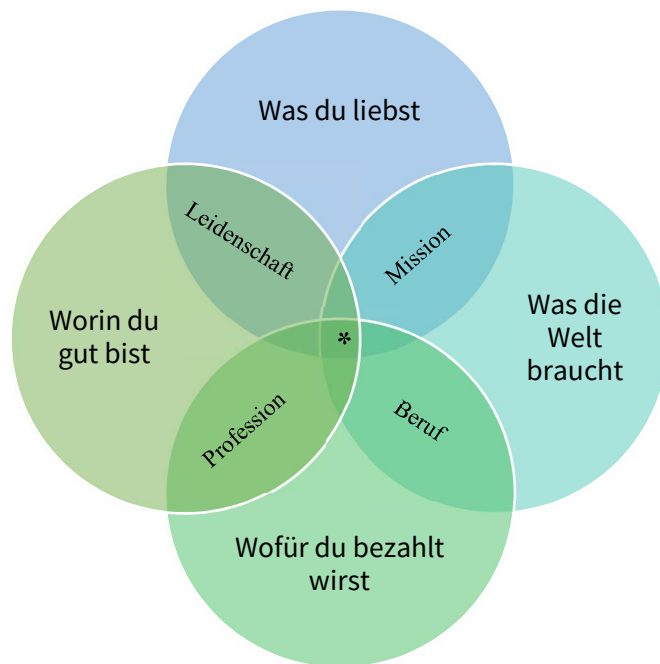 Was du liebst
Leidenschaft
Mission
Worin du
gut bist
Was die
Welt
braucht
*
Profession
Beruf
Wofür du bezahlt
wirst